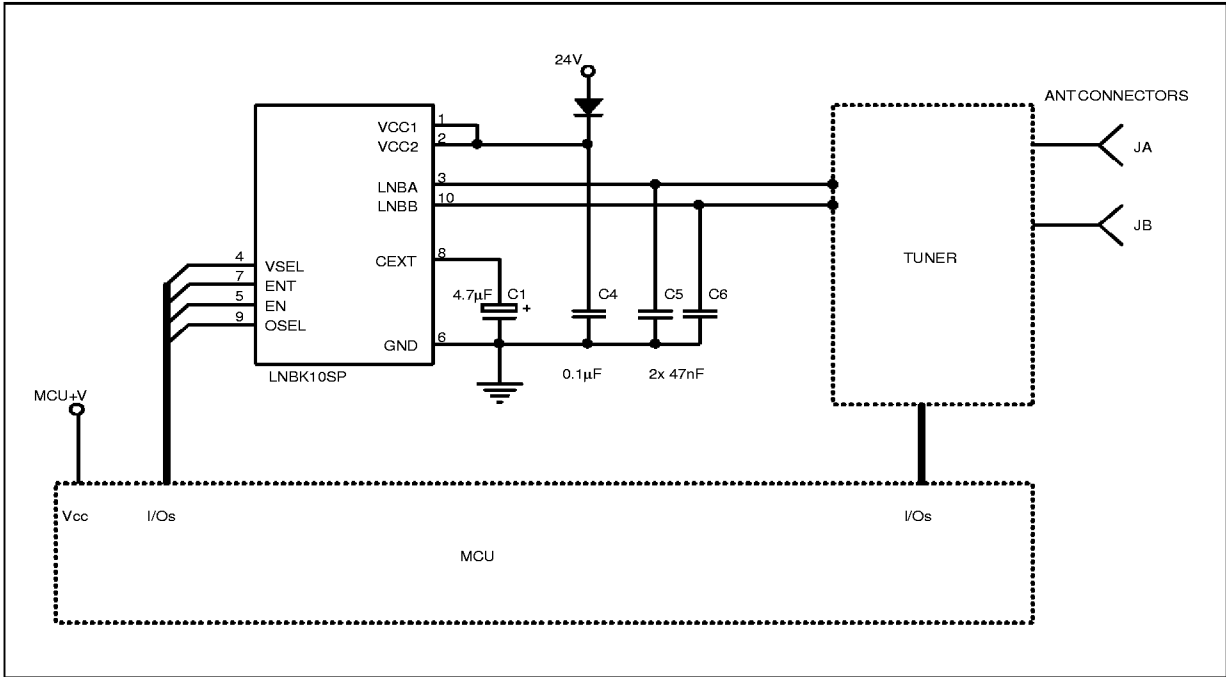 24V
ANT CONNECTORS
VCC1
1
VCC2
2
JA
LNBA
3
LNBB
10
JB
TUNER
CEXT
8
4
VSEL
7
ENT
5
EN
9
OSEL
4.7μF
C1
+
C4
C5
C6
GND
6
0.1μF
2x 47nF
LNBK10SP
MCU+V
Vcc
I/Os
I/Os
MCU